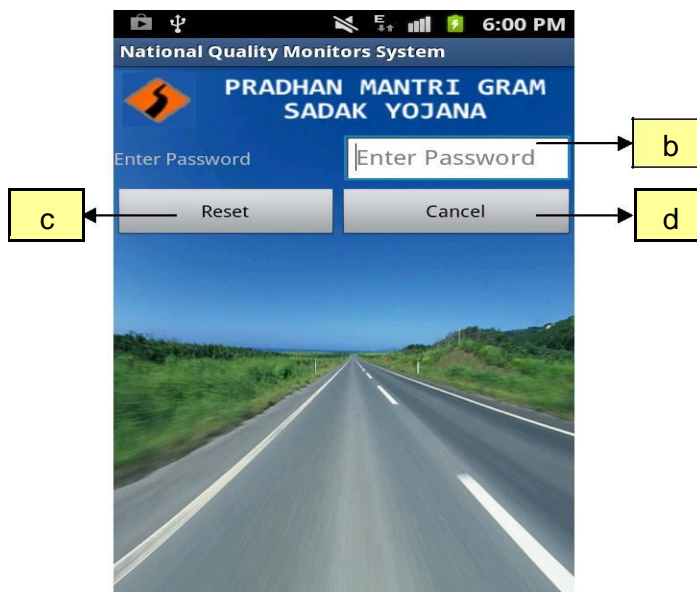 E 6:00 PM
National Quality Monitors System
PRADHAN MANTRI GRAM
SADAK YOJANA
Enter Password Enter Password b
c Reset Cancel d